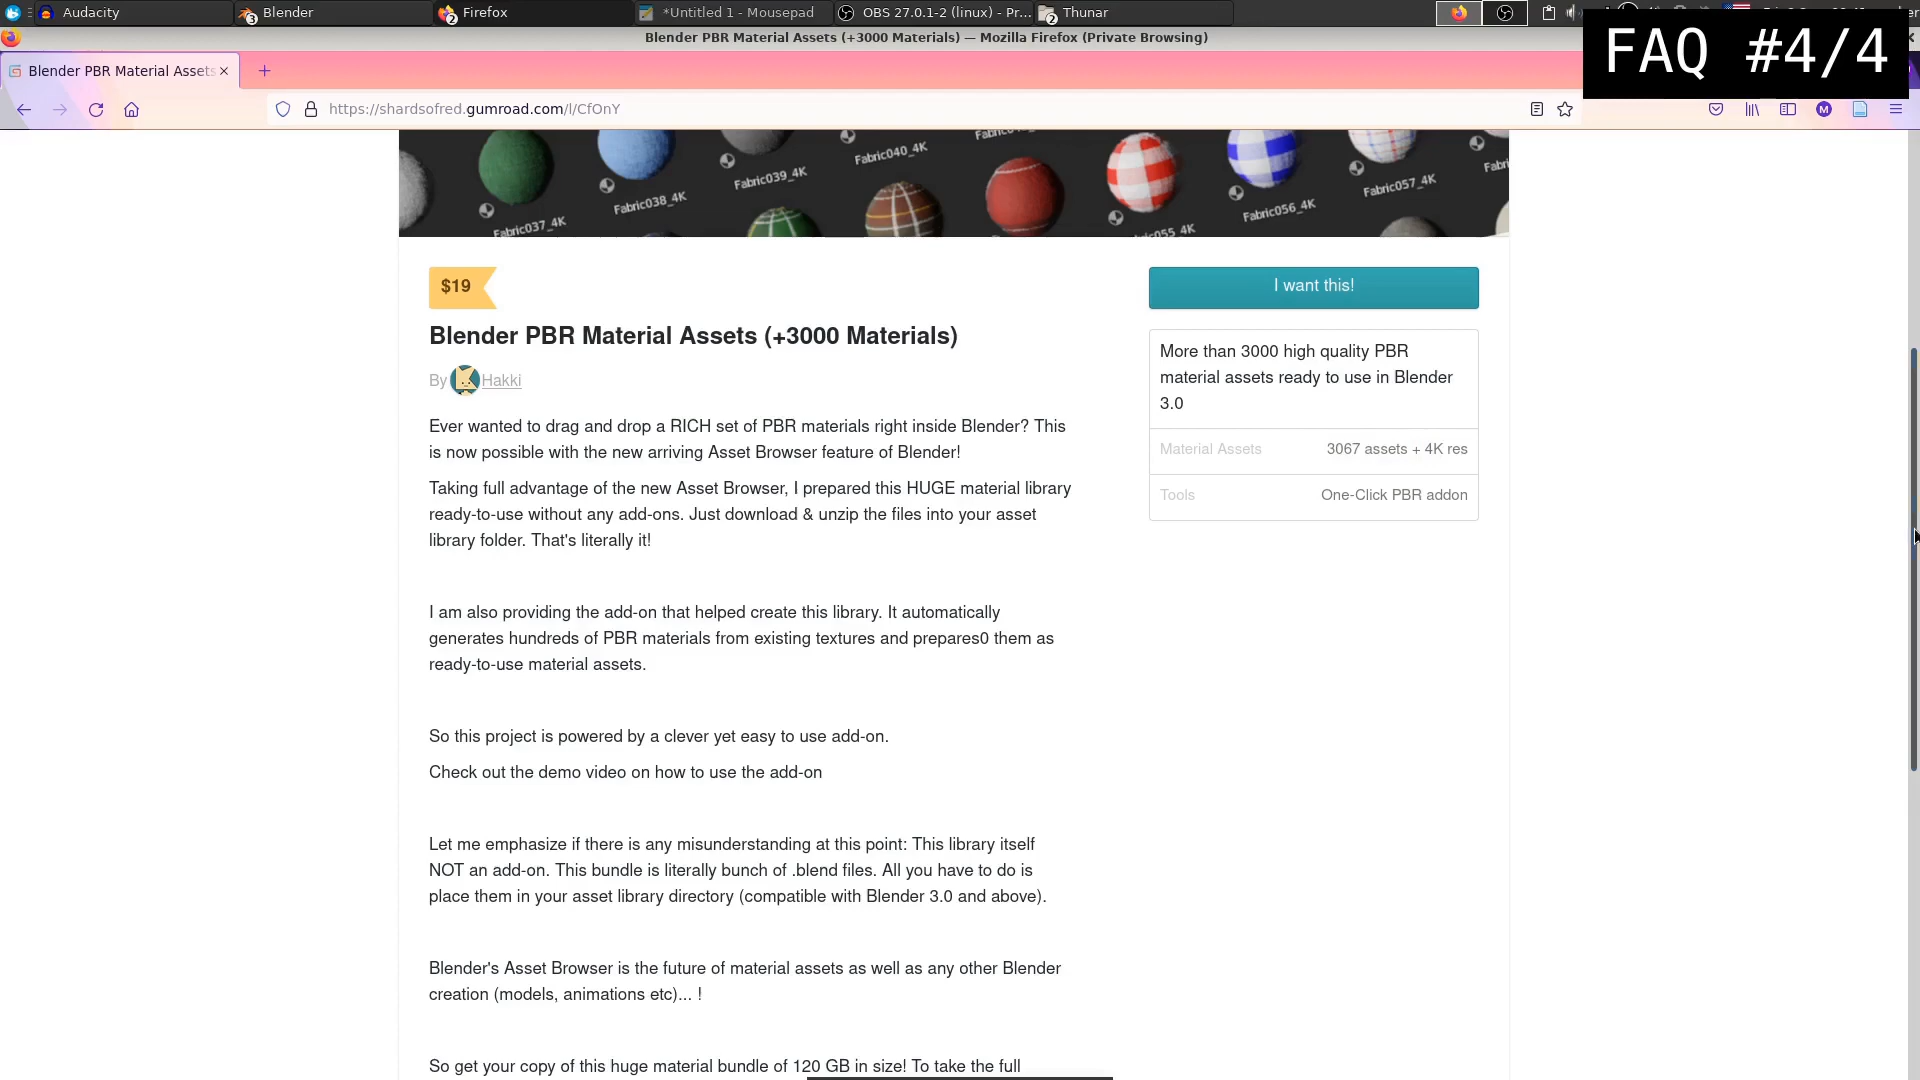 Audacity
3
Blender
2
Firefox
*Untitled 1 - Mousepad
OBS 27.0.1-2 (linux) - Pr...
2
Thunar
Blender PBR Material Assets (+3000 Materials) — Mozilla Firefox (Private Browsing)
FAQ #4/4
Blender PBR Material Assets
https://shardsofred.gumroad.com/l/CfOnY
M
Fabric037_4K
Fabric038_4K
Fabric039_4K
Fabric040_4K
Fabric056_4K
Fabric057_4K
$19
I want this!
Blender PBR Material Assets (+3000 Materials)
By Hakki
Ever wanted to drag and drop a RICH set of PBR materials right inside Blender? This
is now possible with the new arriving Asset Browser feature of Blender!
Taking full advantage of the new Asset Browser, I prepared this HUGE material library
ready-to-use without any add-ons. Just download & unzip the files into your asset
library folder. That's literally it!
I am also providing the add-on that helped create this library. It automatically
generates hundreds of PBR materials from existing textures and prepares0 them as
ready-to-use material assets.
So this project is powered by a clever yet easy to use add-on.
Check out the demo video on how to use the add-on
Let me emphasize if there is any misunderstanding at this point: This library itself
NOT an add-on. This bundle is literally bunch of .blend files. All you have to do is
place them in your asset library directory (compatible with Blender 3.0 and above).
Blender's Asset Browser is the future of material assets as well as any other Blender
creation (models, animations etc)... !
So get your copy of this huge material bundle of 120 GB in size! To take the full
More than 3000 high quality PBR
material assets ready to use in Blender
3.0
Material Assets 3067 assets + 4K res
Tools One-Click PBR addon